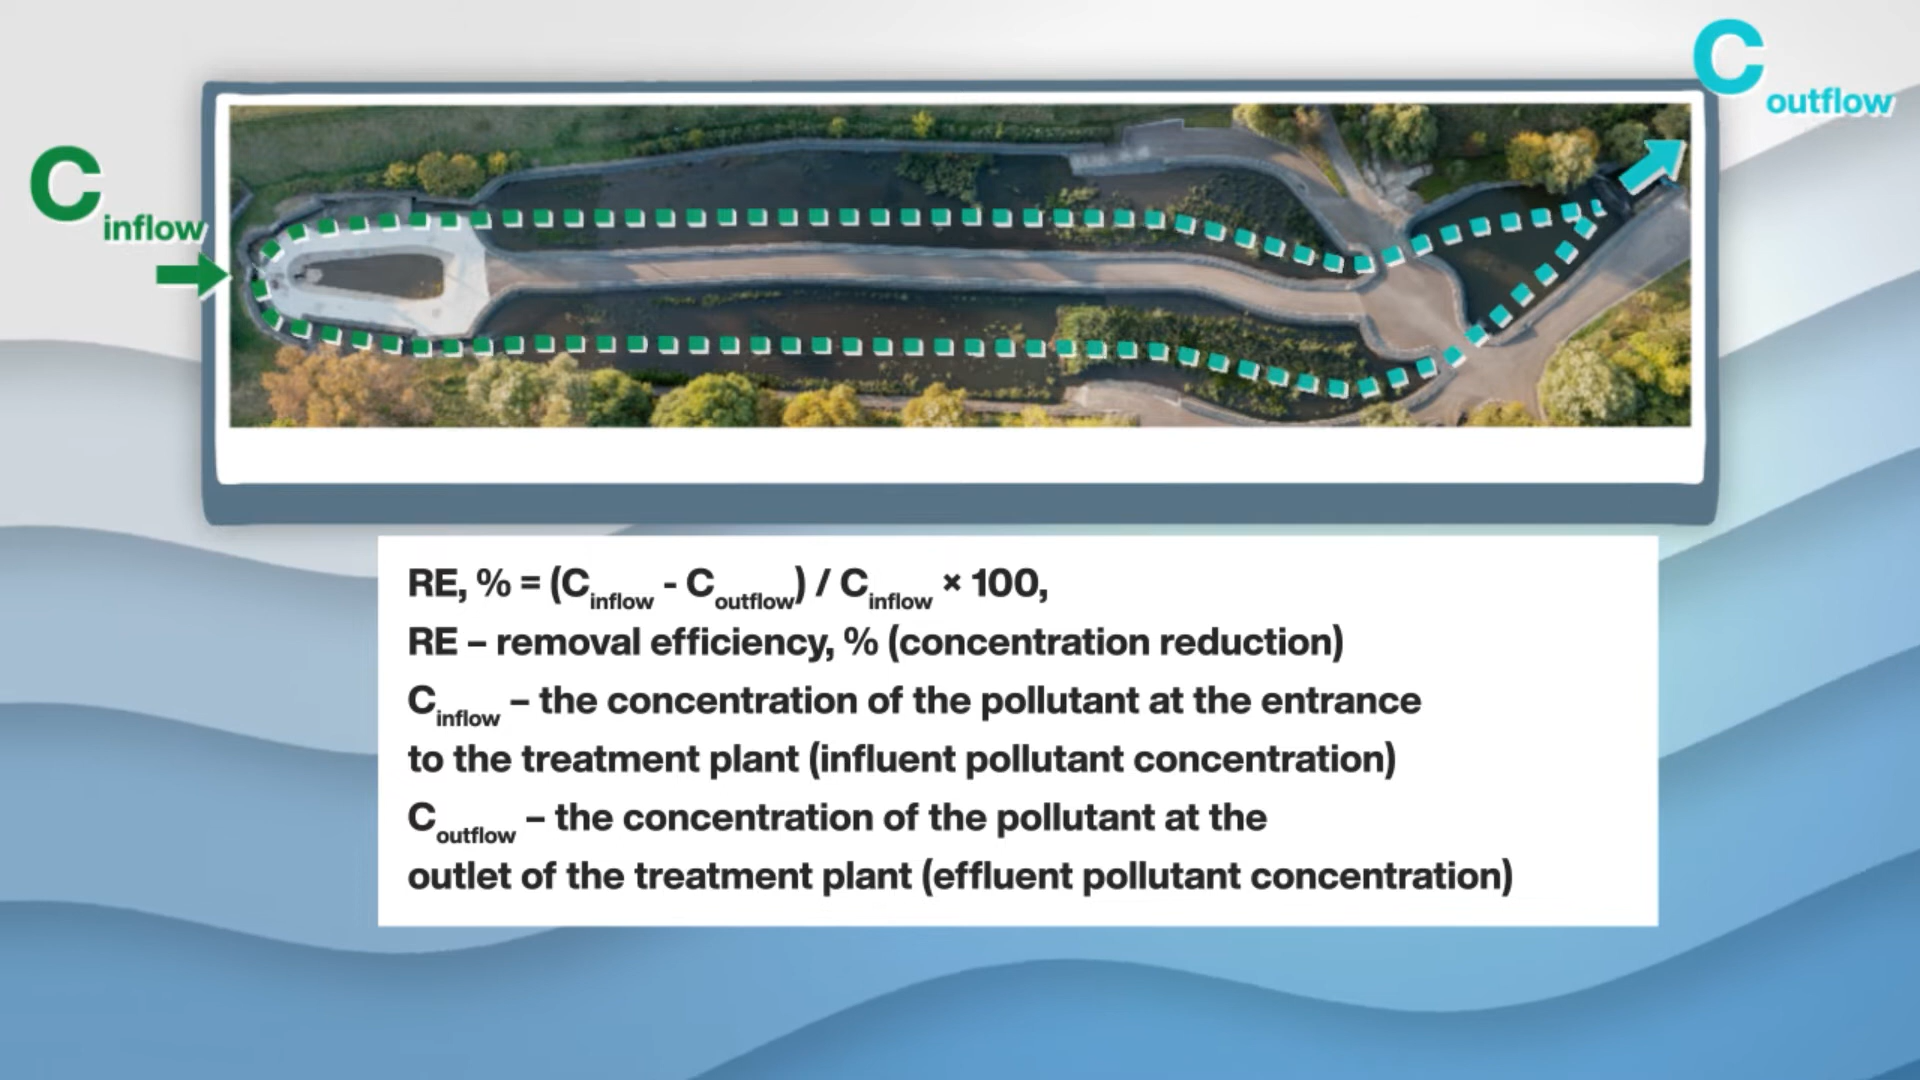 C outflow
C inflow
RE, % = (Cinflow - Coutflow) / Cinflow × 100,
RE – removal efficiency, % (concentration reduction)
Cinflow – the concentration of the pollutant at the entrance
to the treatment plant (influent pollutant concentration)
Coutflow – the concentration of the pollutant at the
outlet of the treatment plant (effluent pollutant concentration)